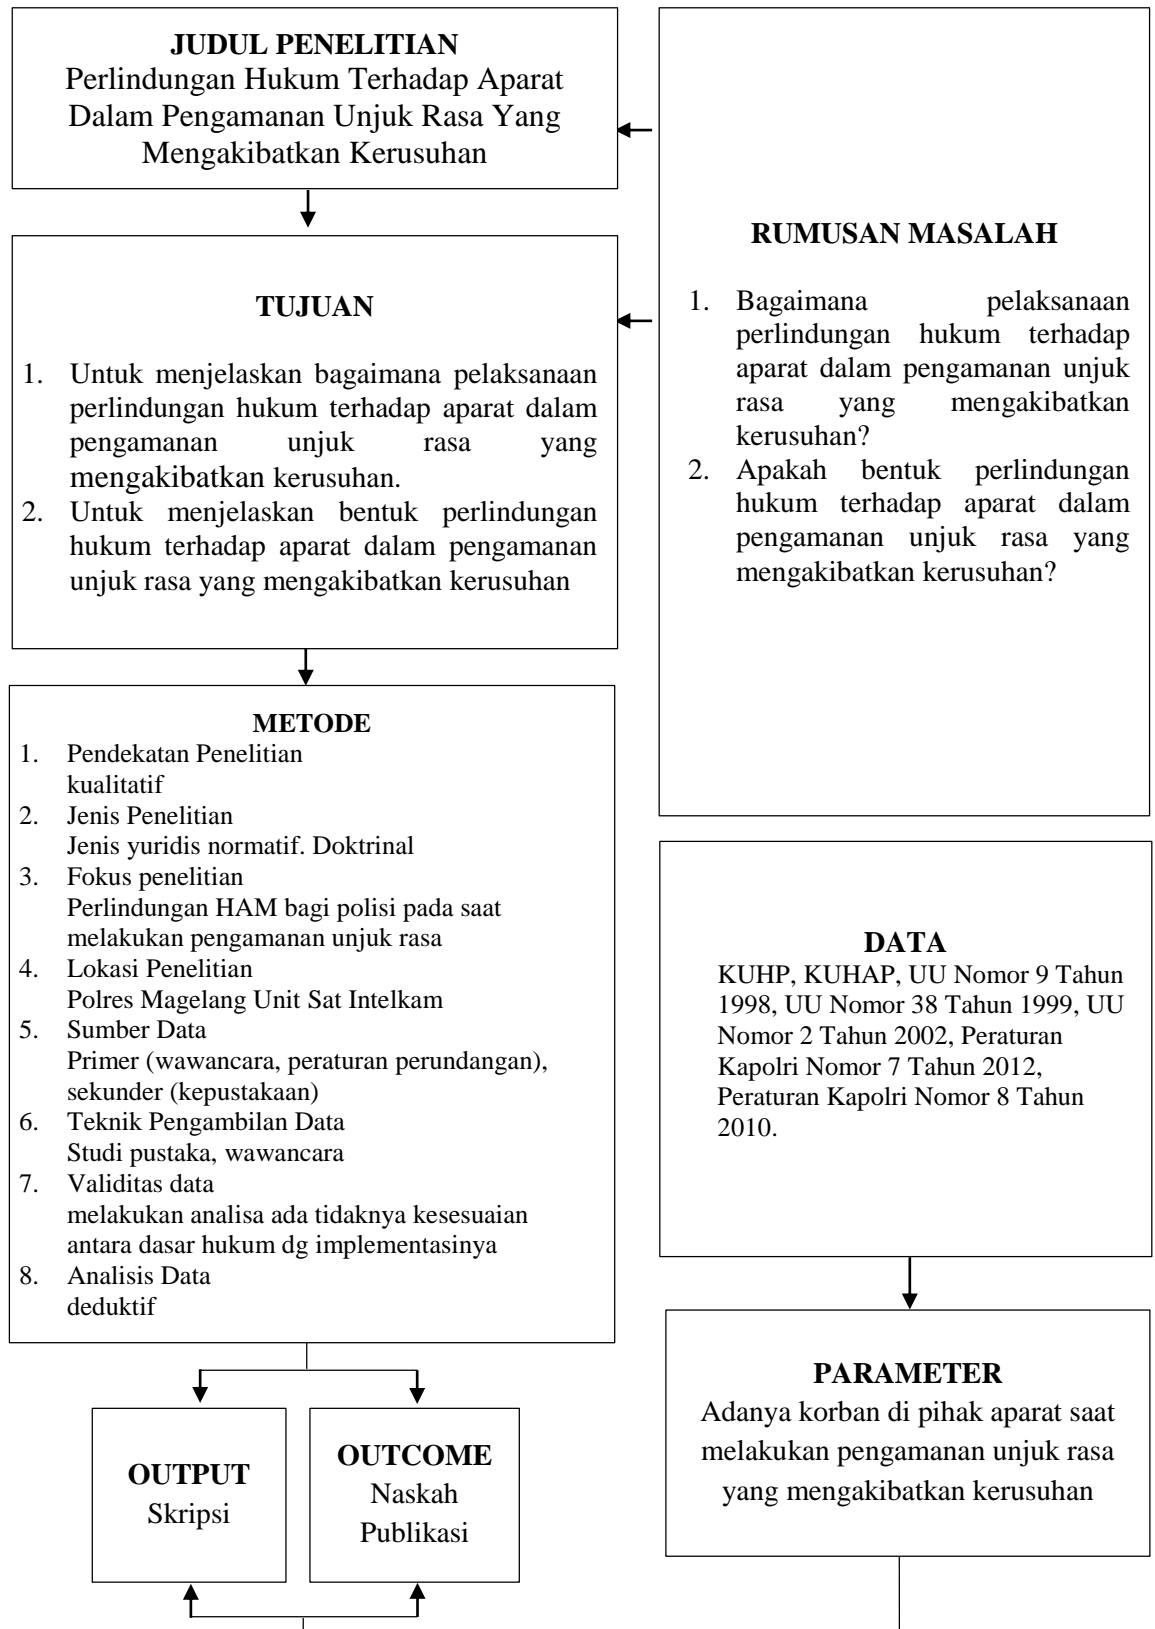 JUDUL PENELITIAN
Perlindungan Hukum Terhadap Aparat
Dalam Pengamanan Unjuk Rasa Yang
Mengakibatkan Kerusuhan
TUJUAN
1. Untuk menjelaskan bagaimana pelaksanaan
perlindungan hukum terhadap aparat dalam
pengamanan unjuk rasa yang
mengakibatkan kerusuhan.
2. Untuk menjelaskan bentuk perlindungan
hukum terhadap aparat dalam pengamanan
unjuk rasa yang mengakibatkan kerusuhan
RUMUSAN MASALAH
1. Bagaimana pelaksanaan
perlindungan hukum terhadap
aparat dalam pengamanan unjuk
rasa yang mengakibatkan
kerusuhan?
2. Apakah bentuk perlindungan
hukum terhadap aparat dalam
pengamanan unjuk rasa yang
mengakibatkan kerusuhan?
METODE
1. Pendekatan Penelitian
kualitatif
2. Jenis Penelitian
Jenis yuridis normatif. Doktrinal
3. Fokus penelitian
Perlindungan HAM bagi polisi pada saat
melakukan pengamanan unjuk rasa
4. Lokasi Penelitian
Polres Magelang Unit Sat Intelkam
5. Sumber Data
Primer (wawancara, peraturan perundangan),
sekunder (kepustakaan)
6. Teknik Pengambilan Data
Studi pustaka, wawancara
7. Validitas data
melakukan analisa ada tidaknya kesesuaian
antara dasar hukum dg implementasinya
8. Analisis Data
deduktif
DATA
KUHP, KUHAP, UU Nomor 9 Tahun
1998, UU Nomor 38 Tahun 1999, UU
Nomor 2 Tahun 2002, Peraturan
Kapolri Nomor 7 Tahun 2012,
Peraturan Kapolri Nomor 8 Tahun
2010.
PARAMETER
Adanya korban di pihak aparat saat
melakukan pengamanan unjuk rasa
yang mengakibatkan kerusuhan
OUTPUT
Skripsi
OUTCOME
Naskah
Publikasi